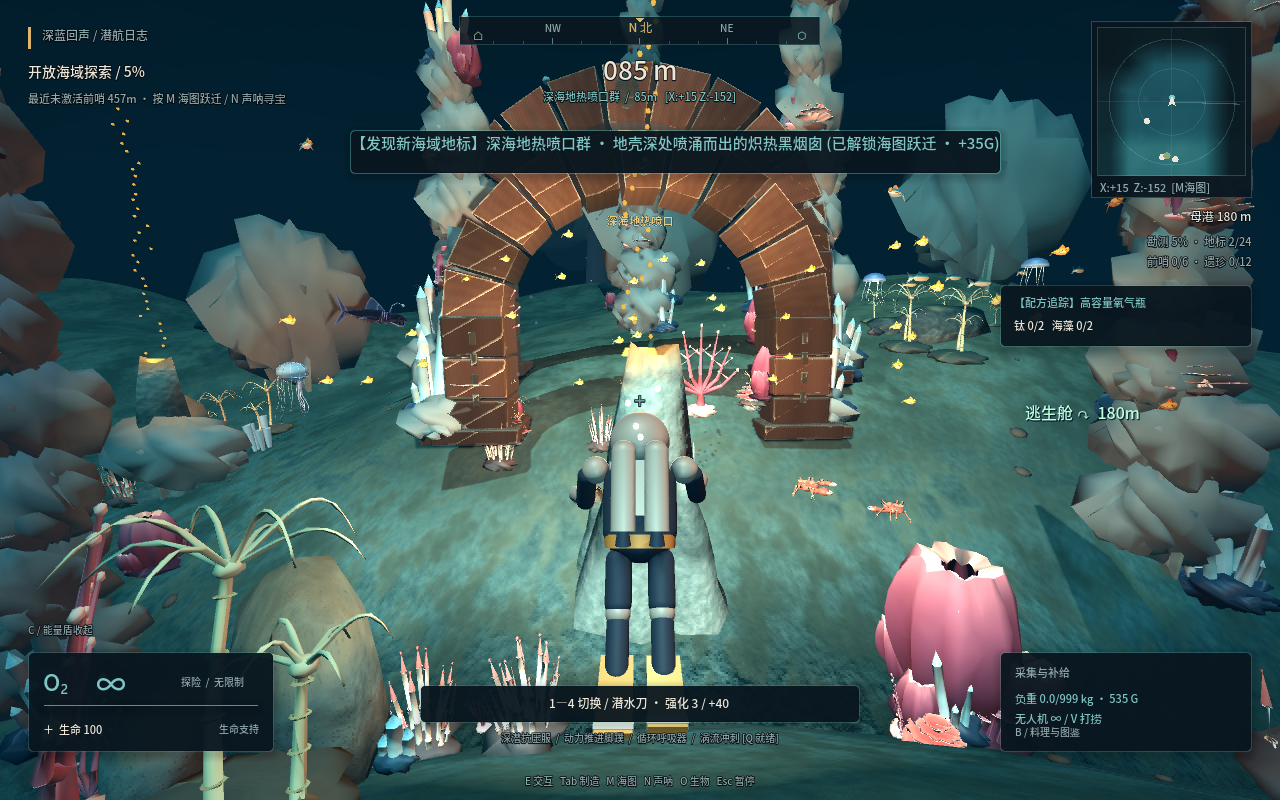 深蓝回声 / 潜航日志
开放海域探索 / 5%
最近未激活前哨 457m · 按 M 海图跃迁 / N 声呐寻宝
NW N 北 NE
085 m
深海地热喷口群 / 85m [X:+15 Z:-152]
【发现新海域地标】深海地热喷口群 · 地壳深处喷涌而出的炽热黑烟囱 (已解锁海图跃迁 · +35G)
深海地热喷口
X:+15 Z:-152 [M海图]
母港 180 m
勘测 5% · 地标 2/24
前哨 0/6 · 遗珍 0/12
【配方追踪】高容量氧气瓶
钛 0/2 海藻 0/2
逃生舱 180m
C / 能量盾收起
O₂ ∞ 探险 / 无限制
生命 100 生命支持
1—4 切换 / 潜水刀 · 强化 3 / +40
深潜抗压服 / 动力推进脚蹼 / 循环呼吸器 / 涡流冲刺 [Q 就绪]
采集与补给
负重 0.0/999 kg · 535 G
无人机 ∞ / V 打捞
B / 料理与图鉴
E 交互 Tab 制造 M 海图 N 声呐 O 生物 Esc 暂停